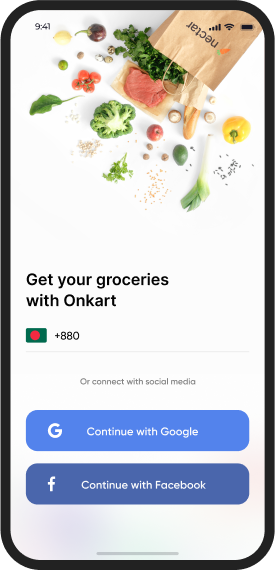 9:41
nectar
Get your groceries
with Onkart
+880
Or connect with social media
G
Continue with Google
f
Continue with Facebook